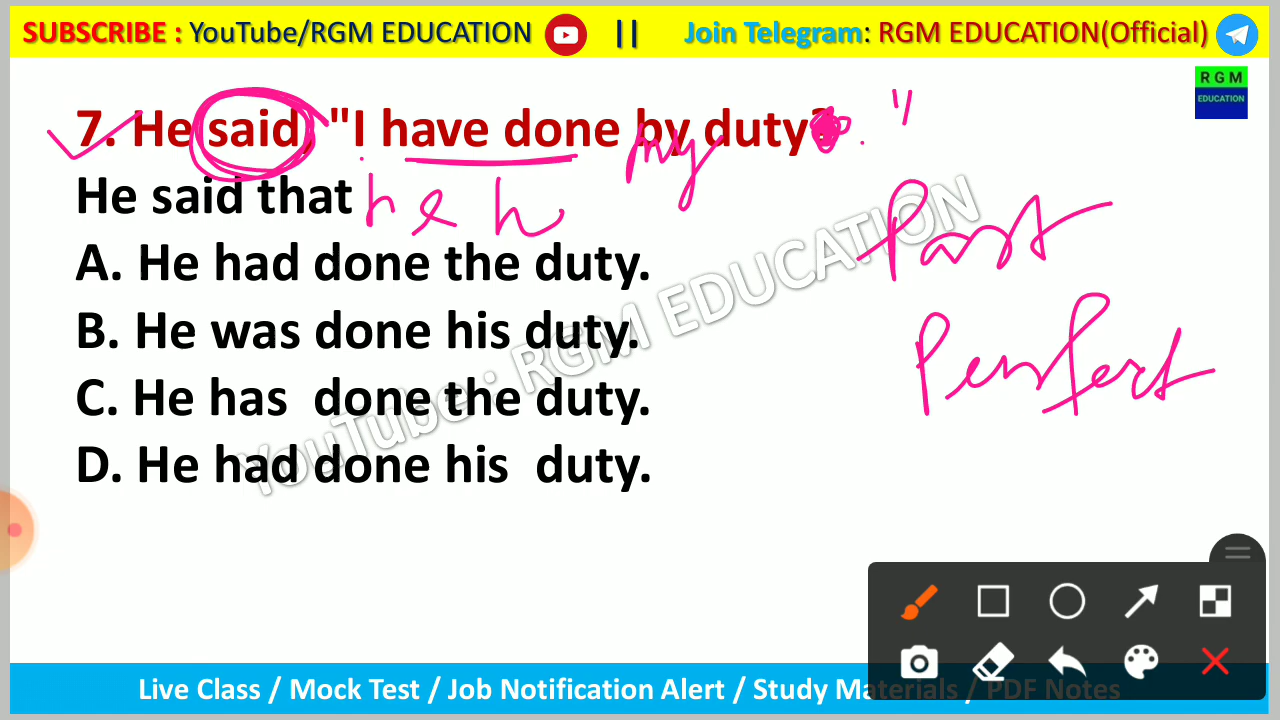 SUBSCRIBE : YouTube/RGM EDUCATION || Join Telegram: RGM EDUCATION(Official)
R G M
EDUCATION
7. He said, "I have done by duty . "
my
He said that he h
Past
A. He had done the duty.
B. He was done his duty.
Perfect
C. He has done the duty.
D. He had done his duty.
YouTube : RGM EDUCATION
Live Class / Mock Test / Job Notification Alert / Study Materials / PDF Notes